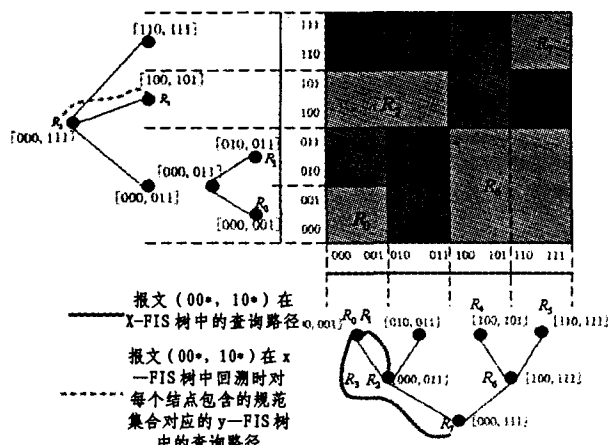 [110, 111]
[100, 101]
R₁
[000, 111]
[010, 011]
[000, 011]
[000, 011]
[000, 001]
111
110
101
100
011
010
001
000
R₀
000 001 010 011 100 101 110 111
报文 (00*, 10*) 在
X-FIS 树中的查询路径
报文 (00*, 10*) 在 x
—FIS 树中回溯时对
每个结点包含的规范
集合对应的 y—FIS 树
中的查询路径
R₀ R₁
R₄
R₅
0, 001]
[010, 011]
[100, 101]
[110, 111]
R₃
R₂
[000, 011]
R₆
[100, 111]
R₇
[000, 111]